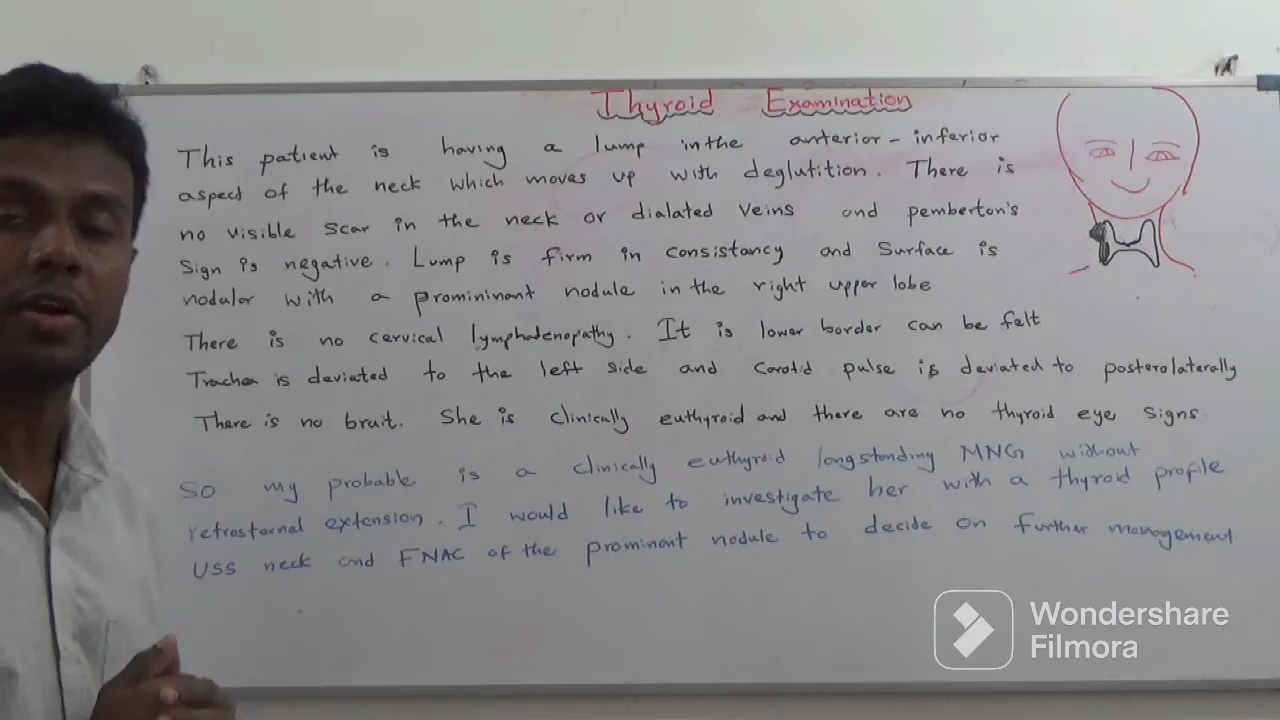 Thyroid Examination
This patient is having a lump in the anterior - inferior
aspect of the neck which moves up with deglutition. There is
no visible scar in the neck or dialated veins and pemberton's
sign is negative. Lump is firm in consistancy and surface is
nodular with a promininant nodule in the right upper lobe
There is no cervical lymphadenopathy. It is lower border can be felt
Trachea is deviated to the left side and carotid pulse is deviated to posterolaterally
There is no bruit. She is clinically euthyroid and there are no thyroid eye signs.
So my probable is a clinically euthyroid longstanding MNG without
retrosternal extension. I would like to investigate her with a thyroid profile
USS neck and FNAC of the prominant nodule to decide on further management.
Wondershare
Filmora